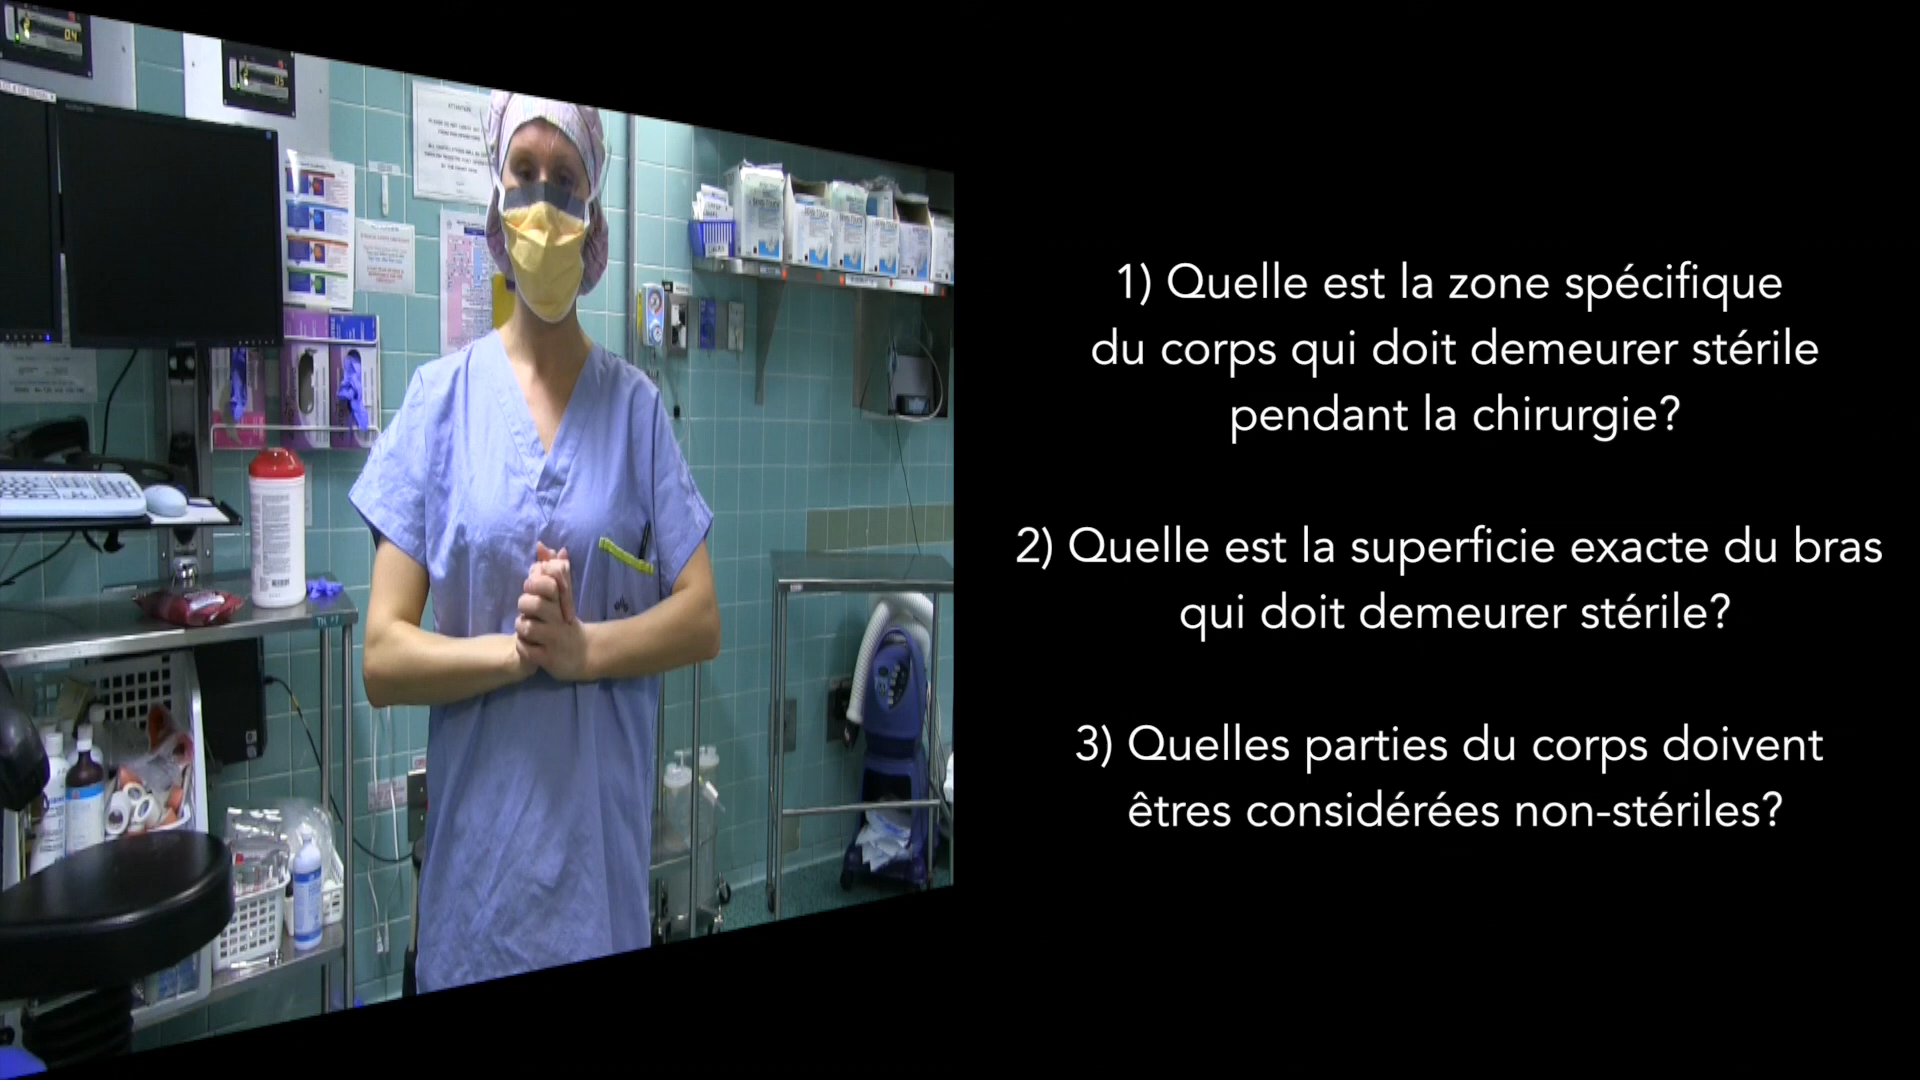 1) Quelle est la zone spécifique
du corps qui doit demeurer stérile
pendant la chirurgie?
2) Quelle est la superficie exacte du bras
qui doit demeurer stérile?
3) Quelles parties du corps doivent
êtres considérées non-stériles?